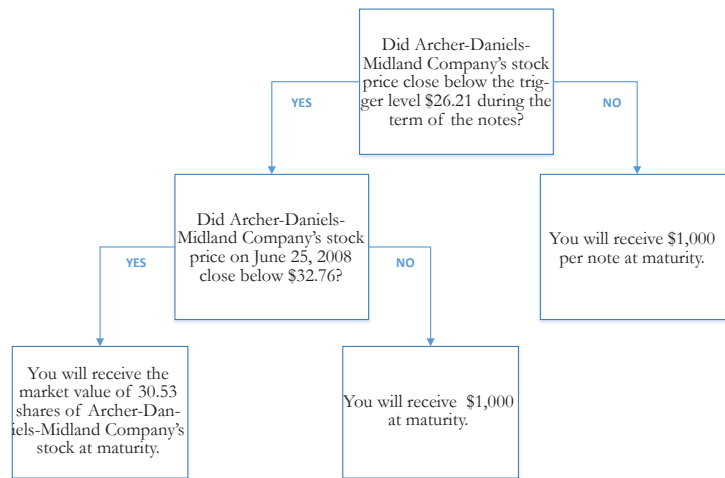 Did Archer-Daniels-
Midland Company's stock
price close below the trig-
ger level $26.21 during the
term of the notes?
YES
NO
Did Archer-Daniels-
Midland Company's stock
price on June 25, 2008
close below $32.76?
You will receive $1,000
per note at maturity.
YES
NO
You will receive the
market value of 30.53
shares of Archer-Dan-
iels-Midland Company's
stock at maturity.
You will receive $1,000
at maturity.